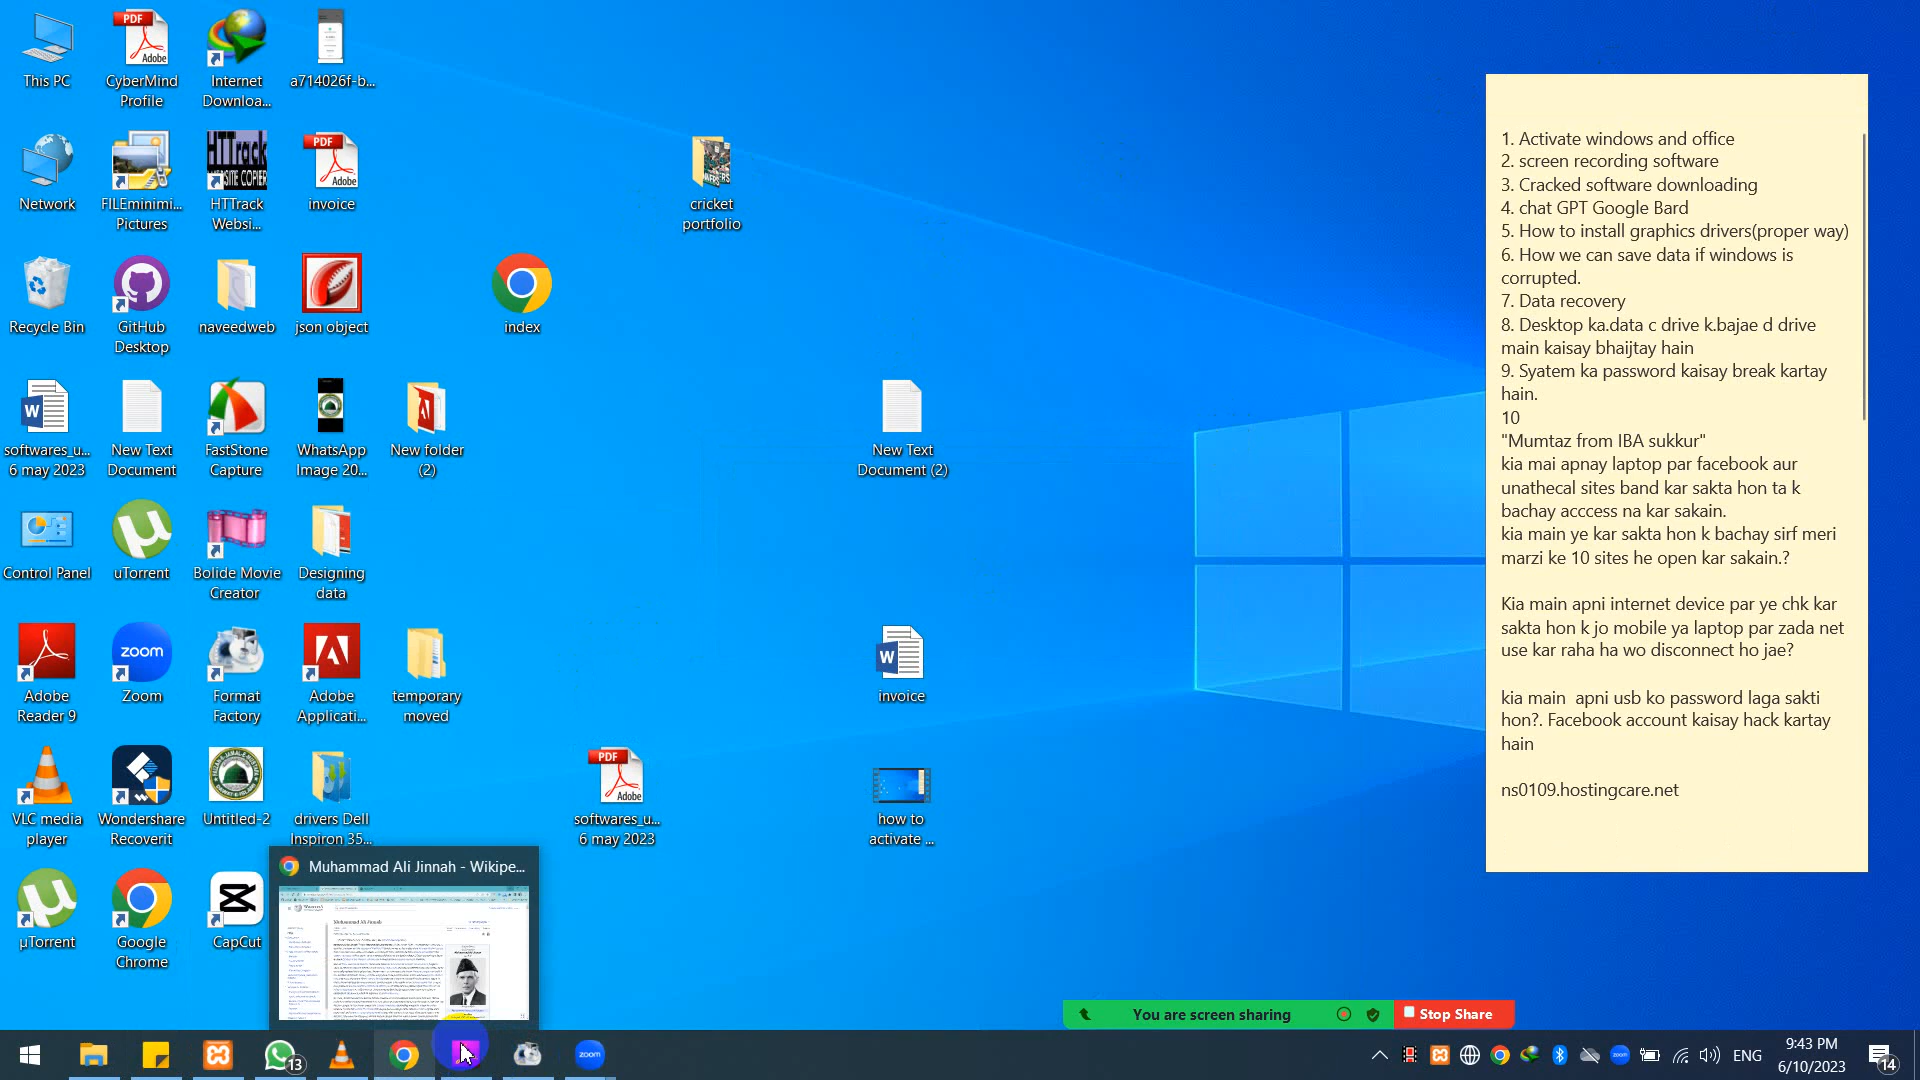 This PC
CyberMind
Profile
Internet
Downloa...
a714026f-b...
Network
FILEminimi...
Pictures
HTTrack
Websi...
invoice
cricket
portfolio
Recycle Bin
GitHub
Desktop
naveedweb
json object
index
softwares_u...
6 may 2023
New Text
Document
FastStone
Capture
WhatsApp
Image 20...
New folder
(2)
New Text
Document (2)
Control Panel
uTorrent
Bolide Movie
Creator
Designing
data
Adobe
Reader 9
Zoom
Format
Factory
Adobe
Applicati...
temporary
moved
invoice
VLC media
player
Wondershare
Recoverit
Untitled-2
drivers Dell
Inspiron 35...
softwares_u...
6 may 2023
how to
activate ...
µTorrent
Google
Chrome
CapCut
Muhammad Ali Jinnah - Wikipe...
1. Activate windows and office
2. screen recording software
3. Cracked software downloading
4. chat GPT Google Bard
5. How to install graphics drivers(proper way)
6. How we can save data if windows is
corrupted.
7. Data recovery
8. Desktop ka.data c drive k.bajae d drive
main kaisay bhaijtay hain
9. Syatem ka password kaisay break kartay
hain.
10
"Mumtaz from IBA sukkur"
kia mai apnay laptop par facebook aur
unathecal sites band kar sakta hon ta k
bachay acccess na kar sakain.
kia main ye kar sakta hon k bachay sirf meri
marzi ke 10 sites he open kar sakain.?
Kia main apni internet device par ye chk kar
sakta hon k jo mobile ya laptop par zada net
use kar raha ha wo disconnect ho jae?
kia main  apni usb ko password laga sakti
hon?. Facebook account kaisay hack kartay
hain
ns0109.hostingcare.net
You are screen sharing
Stop Share
13
zoom
ENG
9:43 PM
6/10/2023
14